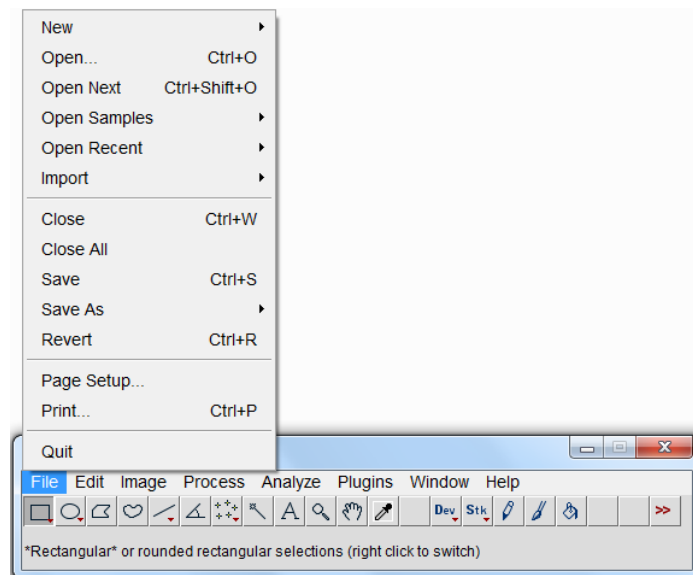 New
Open... Ctrl+O
Open Next Ctrl+Shift+O
Open Samples
Open Recent
Import
Close Ctrl+W
Close All
Save Ctrl+S
Save As
Revert Ctrl+R
Page Setup...
Print... Ctrl+P
Quit
File Edit Image Process Analyze Plugins Window Help
A Dev Stk >>
*Rectangular* or rounded rectangular selections (right click to switch)